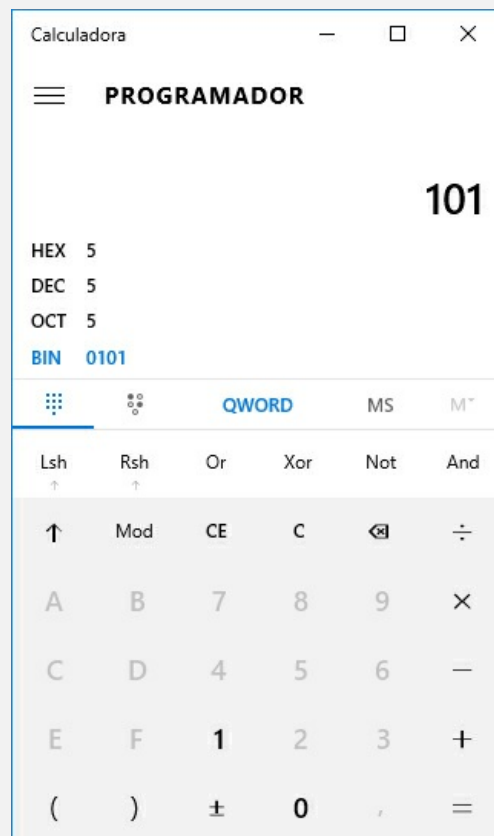 Calculadora
PROGRAMADOR
101
HEX 5
DEC 5
OCT 5
BIN 0101
QWORD MS M
Lsh Rsh Or Xor Not And
↑ Mod CE C ÷
A B 7 8 9 ×
C D 4 5 6 −
E F 1 2 3 +
( ) ± 0 , =